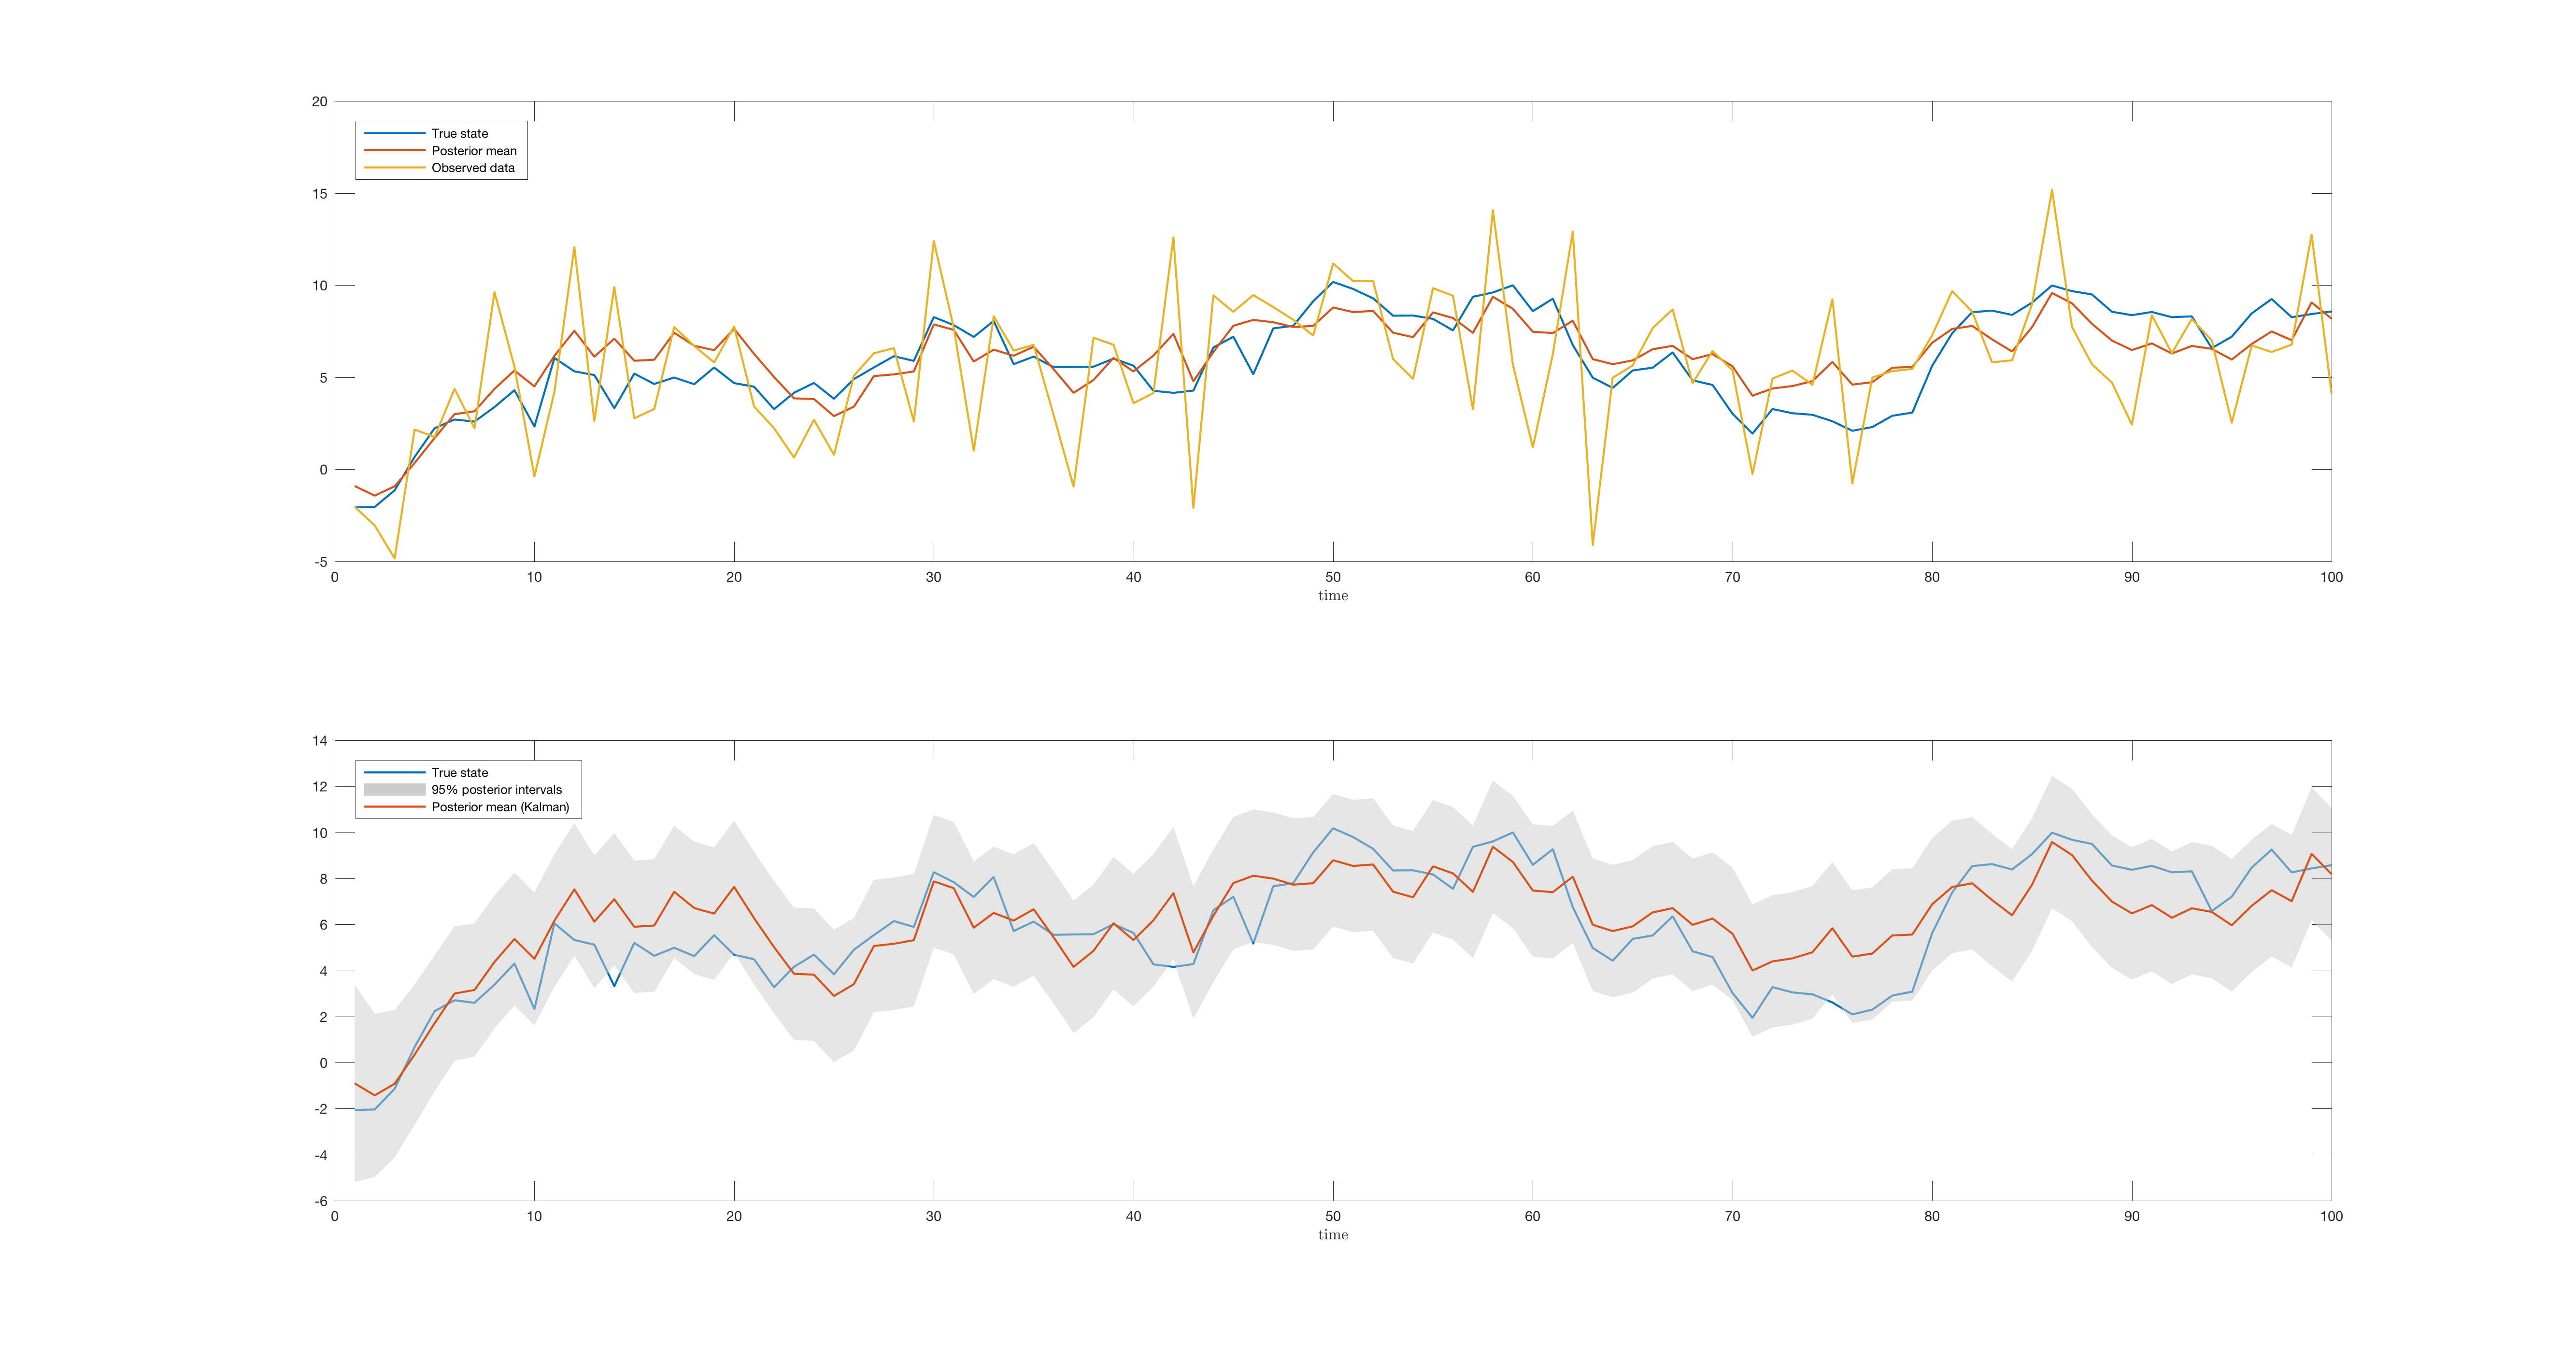 20
True state
Posterior mean
Observed data
15
10
5
0
-5
0 10 20 30 40 50 60 70 80 90 100
time
14
True state
95% posterior intervals
Posterior mean (Kalman)
12
10
8
6
4
2
0
-2
-4
-6
0 10 20 30 40 50 60 70 80 90 100
time